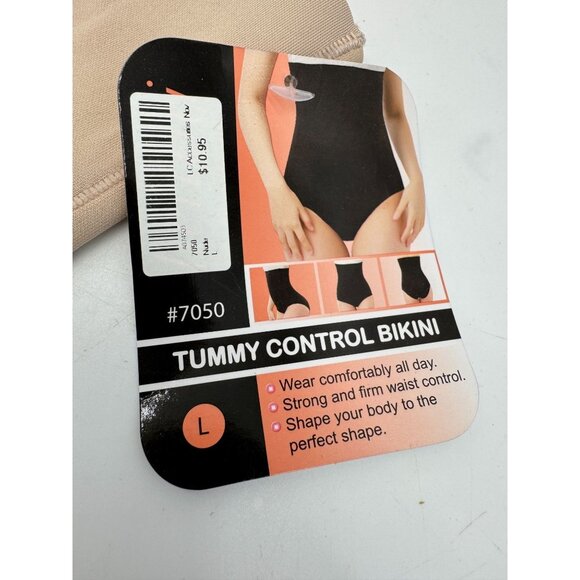 LC Accessories Nov
$10.95
7050
Nude
L
#7050
TUMMY CONTROL BIKINI
L
Wear comfortably all day.
Strong and firm waist control.
Shape your body to the
perfect shape.